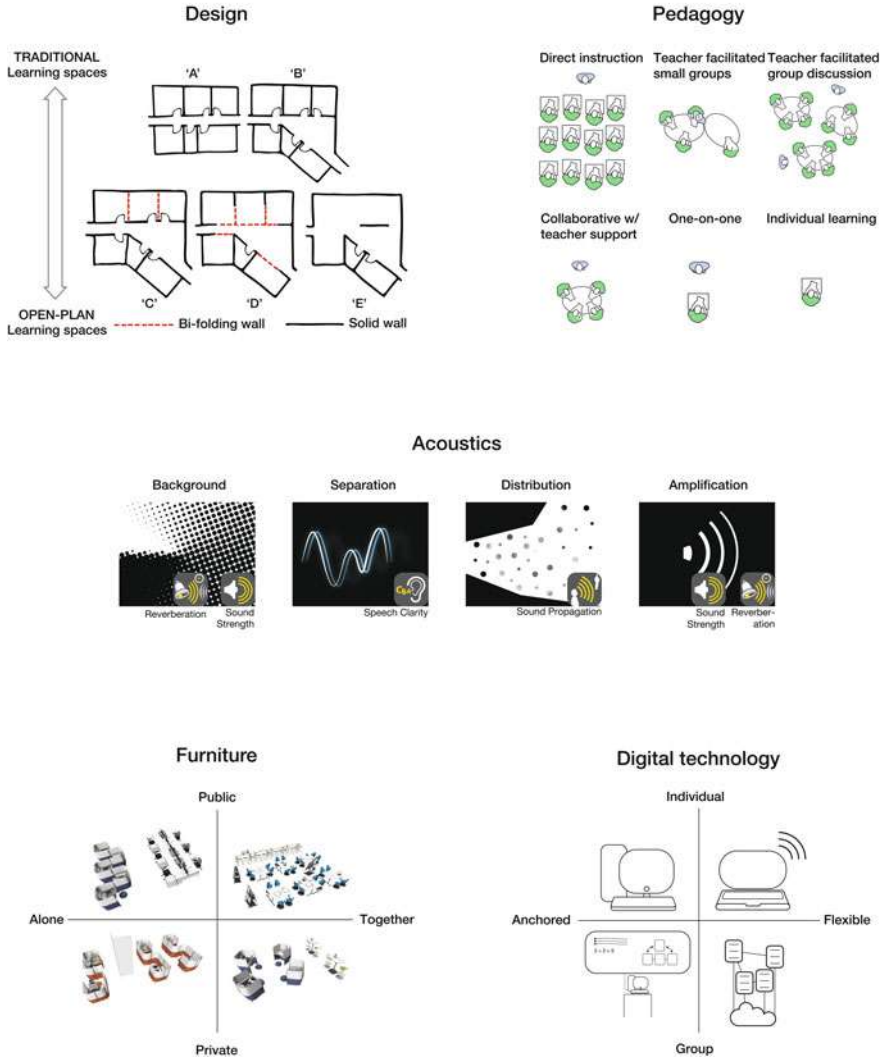 Design
TRADITIONAL
Learning spaces
'A'
'B'
'C'
'D'
'E'
OPEN-PLAN
Learning spaces
Bi-folding wall
Solid wall
Pedagogy
Direct instruction
Teacher facilitated
small groups
Teacher facilitated
group discussion
Collaborative w/
teacher support
One-on-one
Individual learning
Acoustics
Background
Reverberation
Sound
Strength
Separation
Speech Clarity
Distribution
Sound Propagation
Amplification
Sound
Strength
Reverber-
ation
Furniture
Public
Alone
Together
Private
Digital technology
Individual
Anchored
Flexible
Group